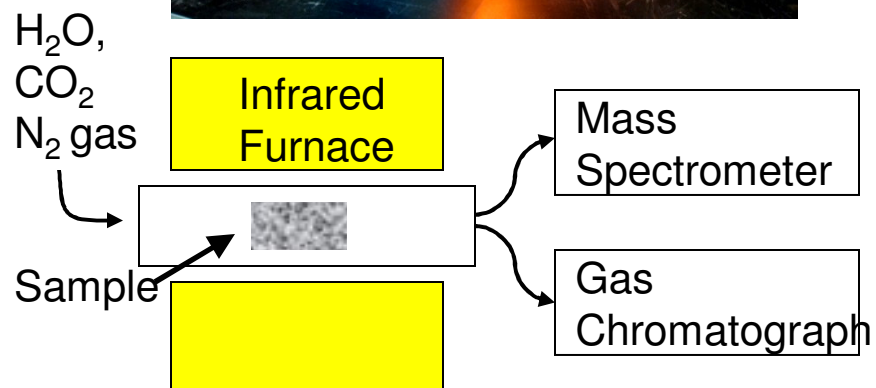 H₂O,
CO₂
N₂ gas
Infrared
Furnace
Mass
Spectrometer
Sample
Gas
Chromatograph